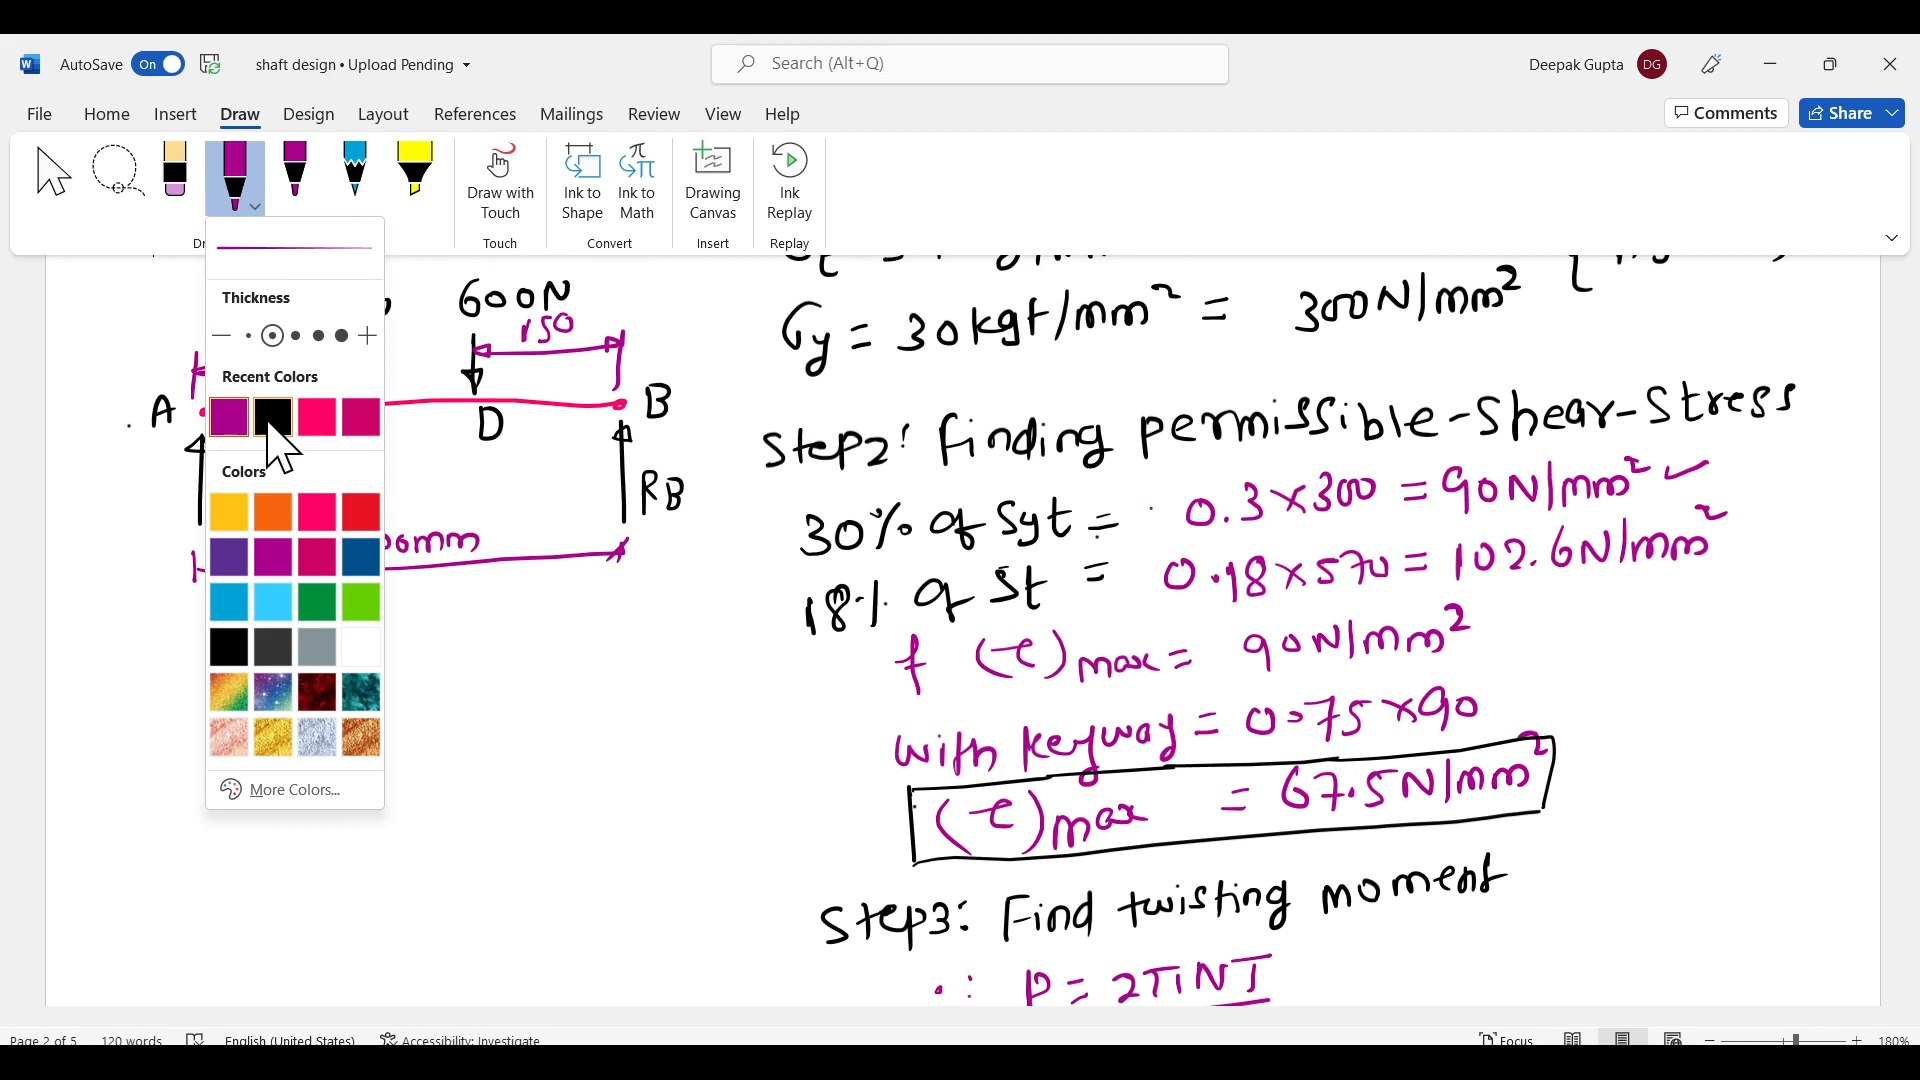 AutoSave On shaft design • Upload Pending Search (Alt+Q) Deepak Gupta DG
File Home Insert Draw Design Layout References Mailings Review View Help Comments Share
Draw with Touch
Ink to Shape
Ink to Math
Drawing Canvas
Ink Replay
Dr Touch Convert Insert Replay
Thickness
Recent Colors
Colors
More Colors...
600N
150
A
D
B
RB
00mm
σy = 30kgf/mm² = 300N/mm²
Step2: Finding permissible-Shear-Stress
30% of Syt = 0.3×300 = 90N/mm² ✓
18% of St = 0.18×570 = 102.6N/mm²
(τ)max = 90N/mm²
with keyway = 0.75×90
(τ)max = 67.5N/mm²
Step3: Find twisting moment
∴ P = 2πNT
Page 2 of 5 120 words English (United States) Accessibility: Investigate Focus 180%